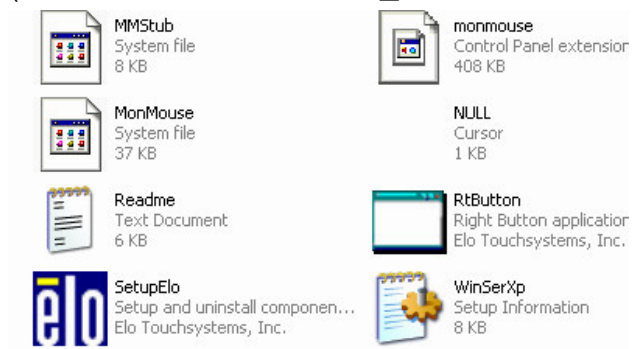 MMStub
System file
8 KB
monmouse
Control Panel extension
408 KB
MonMouse
System file
37 KB
NULL
Cursor
1 KB
Readme
Text Document
6 KB
RtButton
Right Button application
Elo Touchsystems, Inc.
elo
SetupElo
Setup and uninstall componen...
Elo Touchsystems, Inc.
WinSerXp
Setup Information
8 KB